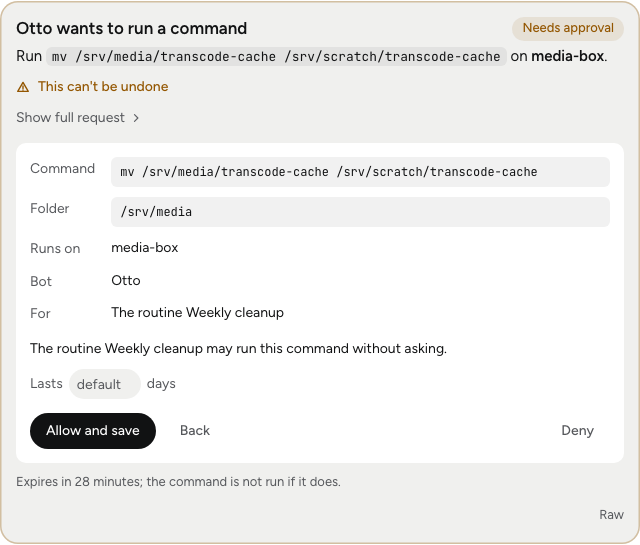 Otto wants to run a command
Needs approval
Run mv /srv/media/transcode-cache /srv/scratch/transcode-cache on media-box.
This can't be undone
Show full request
Command
mv /srv/media/transcode-cache /srv/scratch/transcode-cache
Folder
/srv/media
Runs on
media-box
Bot
Otto
For
The routine Weekly cleanup
The routine Weekly cleanup may run this command without asking.
Lasts default days
Allow and save
Back
Deny
Expires in 28 minutes; the command is not run if it does.
Raw